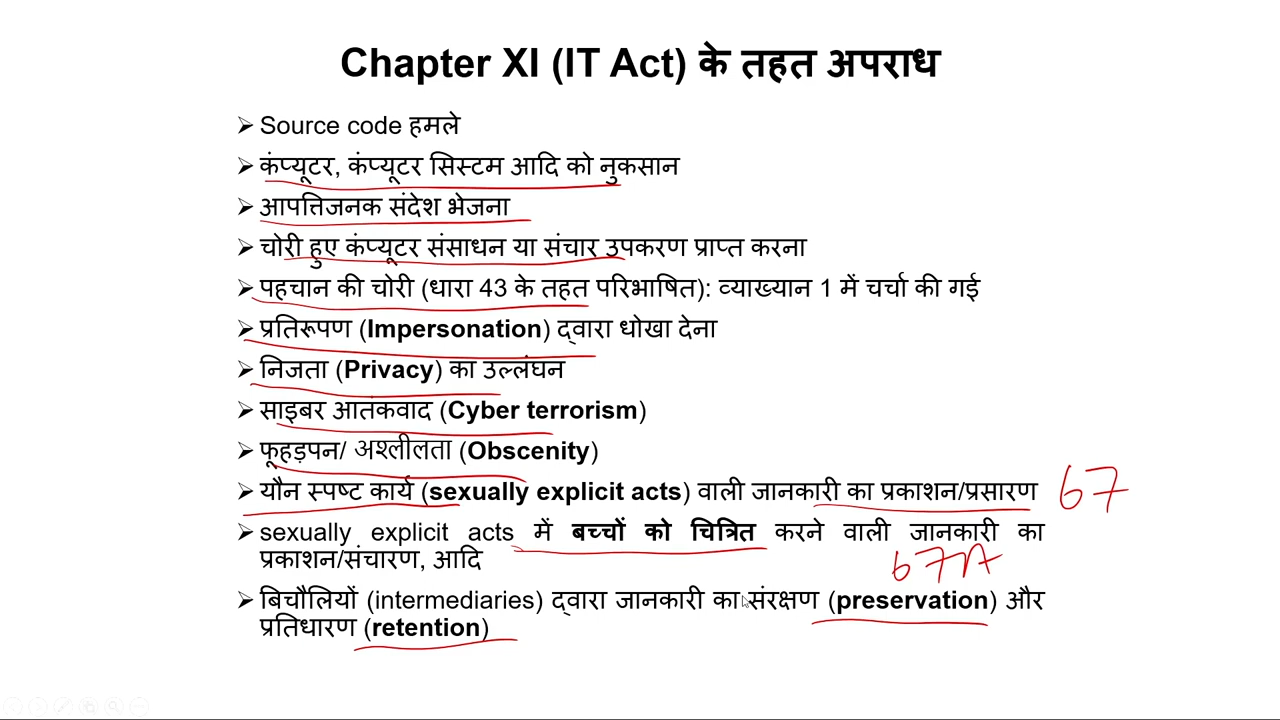 Chapter XI (IT Act) के तहत अपराध
➢ Source code हमले
➢ कंप्यूटर, कंप्यूटर सिस्टम आदि को नुकसान
➢ आपत्तिजनक संदेश भेजना
➢ चोरी हुए कंप्यूटर संसाधन या संचार उपकरण प्राप्त करना
➢ पहचान की चोरी (धारा 43 के तहत परिभाषित): व्याख्यान 1 में चर्चा की गई
➢ प्रतिरूपण (Impersonation) द्वारा धोखा देना
➢ निजता (Privacy) का उल्लंघन
➢ साइबर आतंकवाद (Cyber terrorism)
➢ फूहड़पन/ अश्लीलता (Obscenity)
➢ यौन स्पष्ट कार्य (sexually explicit acts) वाली जानकारी का प्रकाशन/प्रसारण 67
➢ sexually explicit acts में बच्चों को चित्रित करने वाली जानकारी का
प्रकाशन/संचारण, आदि 67A
➢ बिचौलियों (intermediaries) द्वारा जानकारी का संरक्षण (preservation) और
प्रतिधारण (retention)